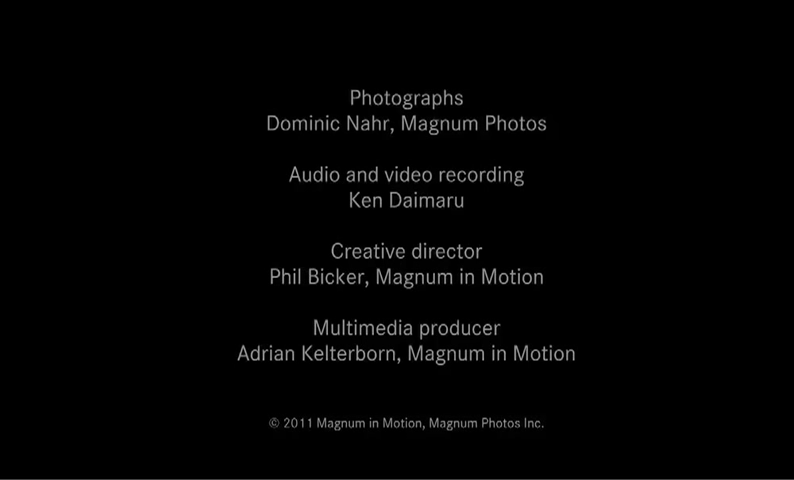 Photographs
Dominic Nahr, Magnum Photos
Audio and video recording
Ken Daimaru
Creative director
Phil Bicker, Magnum in Motion
Multimedia producer
Adrian Kelterborn, Magnum in Motion
© 2011 Magnum in Motion, Magnum Photos Inc.